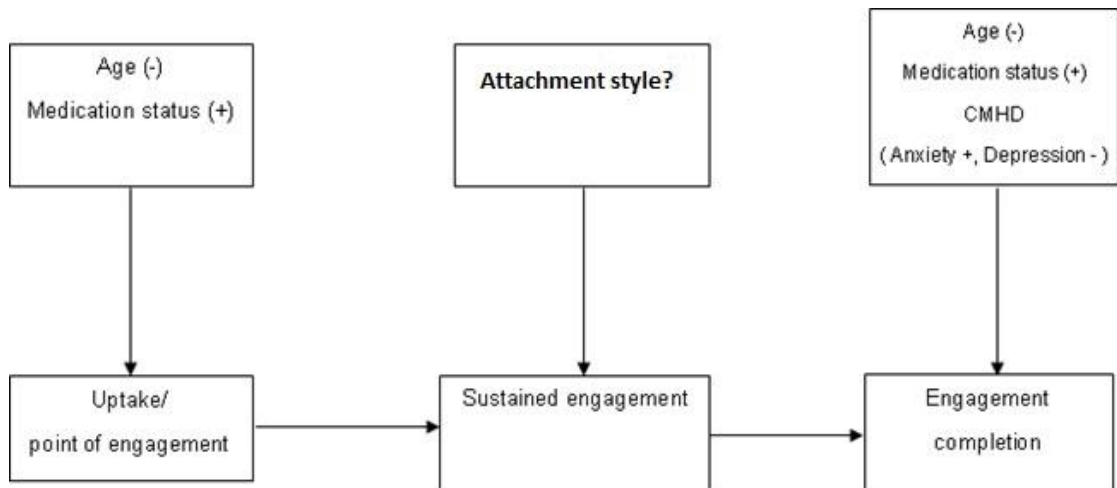 Age (-)
Medication status (+)
Attachment style?
Age (-)
Medication status (+)
CMHD
( Anxiety +, Depression - )
Uptake/
point of engagement
Sustained engagement
Engagement
completion